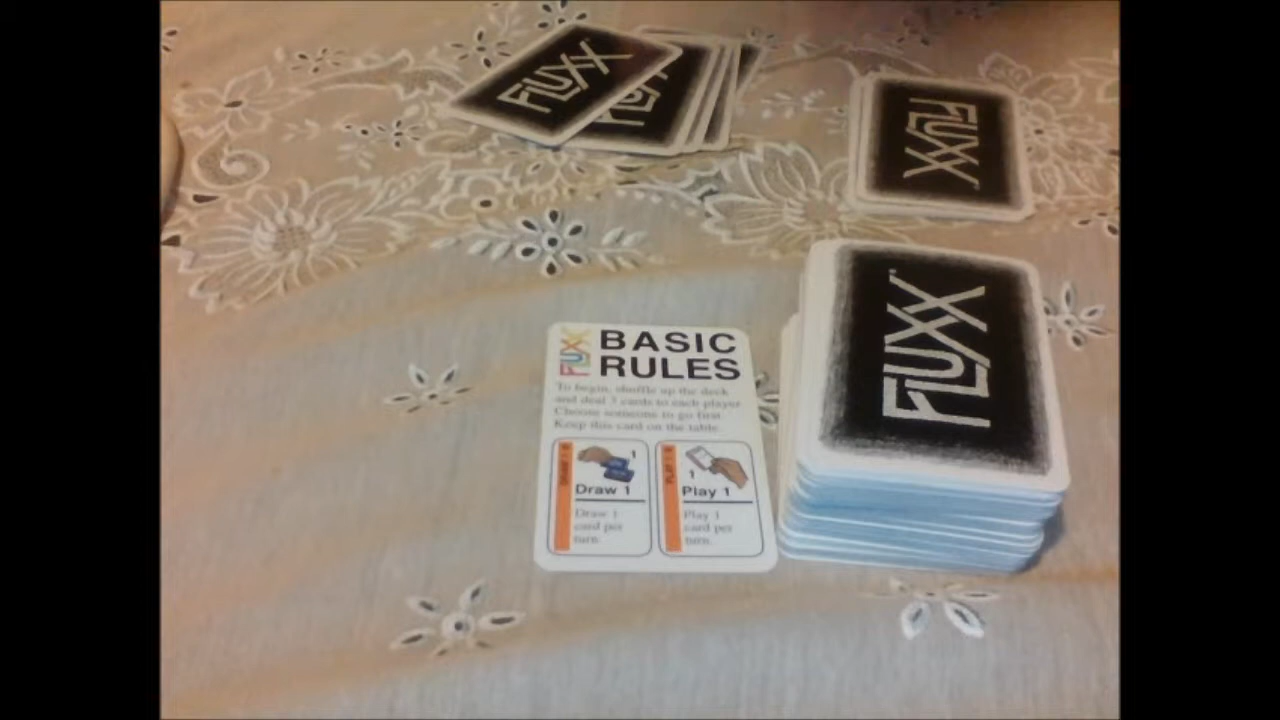 FLUXX
FLUXX
FLUXX
FLUXX
FLUXX
BASIC
RULES
To begin, shuffle up the deck
and deal 3 cards to each player
Choose someone to go first.
Keep this card on the table.
1
Draw 1
Draw 1
card per
turn.
1
Play 1
Play 1
card per
turn.